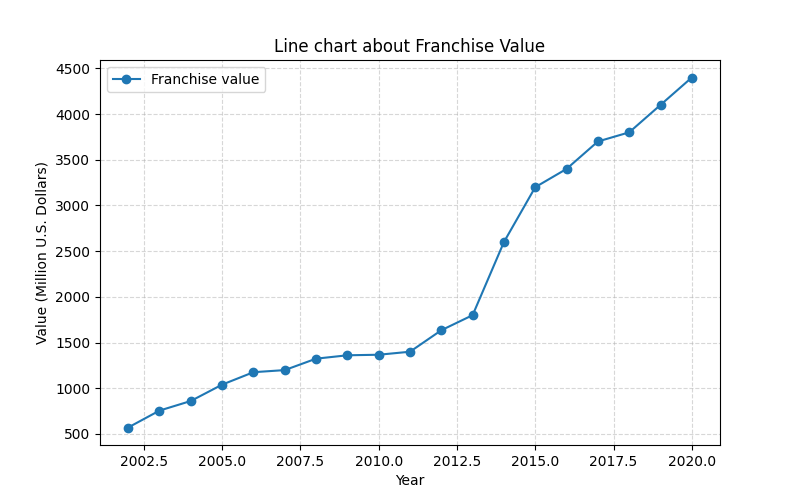 Line chart about Franchise Value
Franchise value
Value (Million U.S. Dollars)
4500
4000
3500
3000
2500
2000
1500
1000
500
2002.5 2005.0 2007.5 2010.0 2012.5 2015.0 2017.5 2020.0
Year